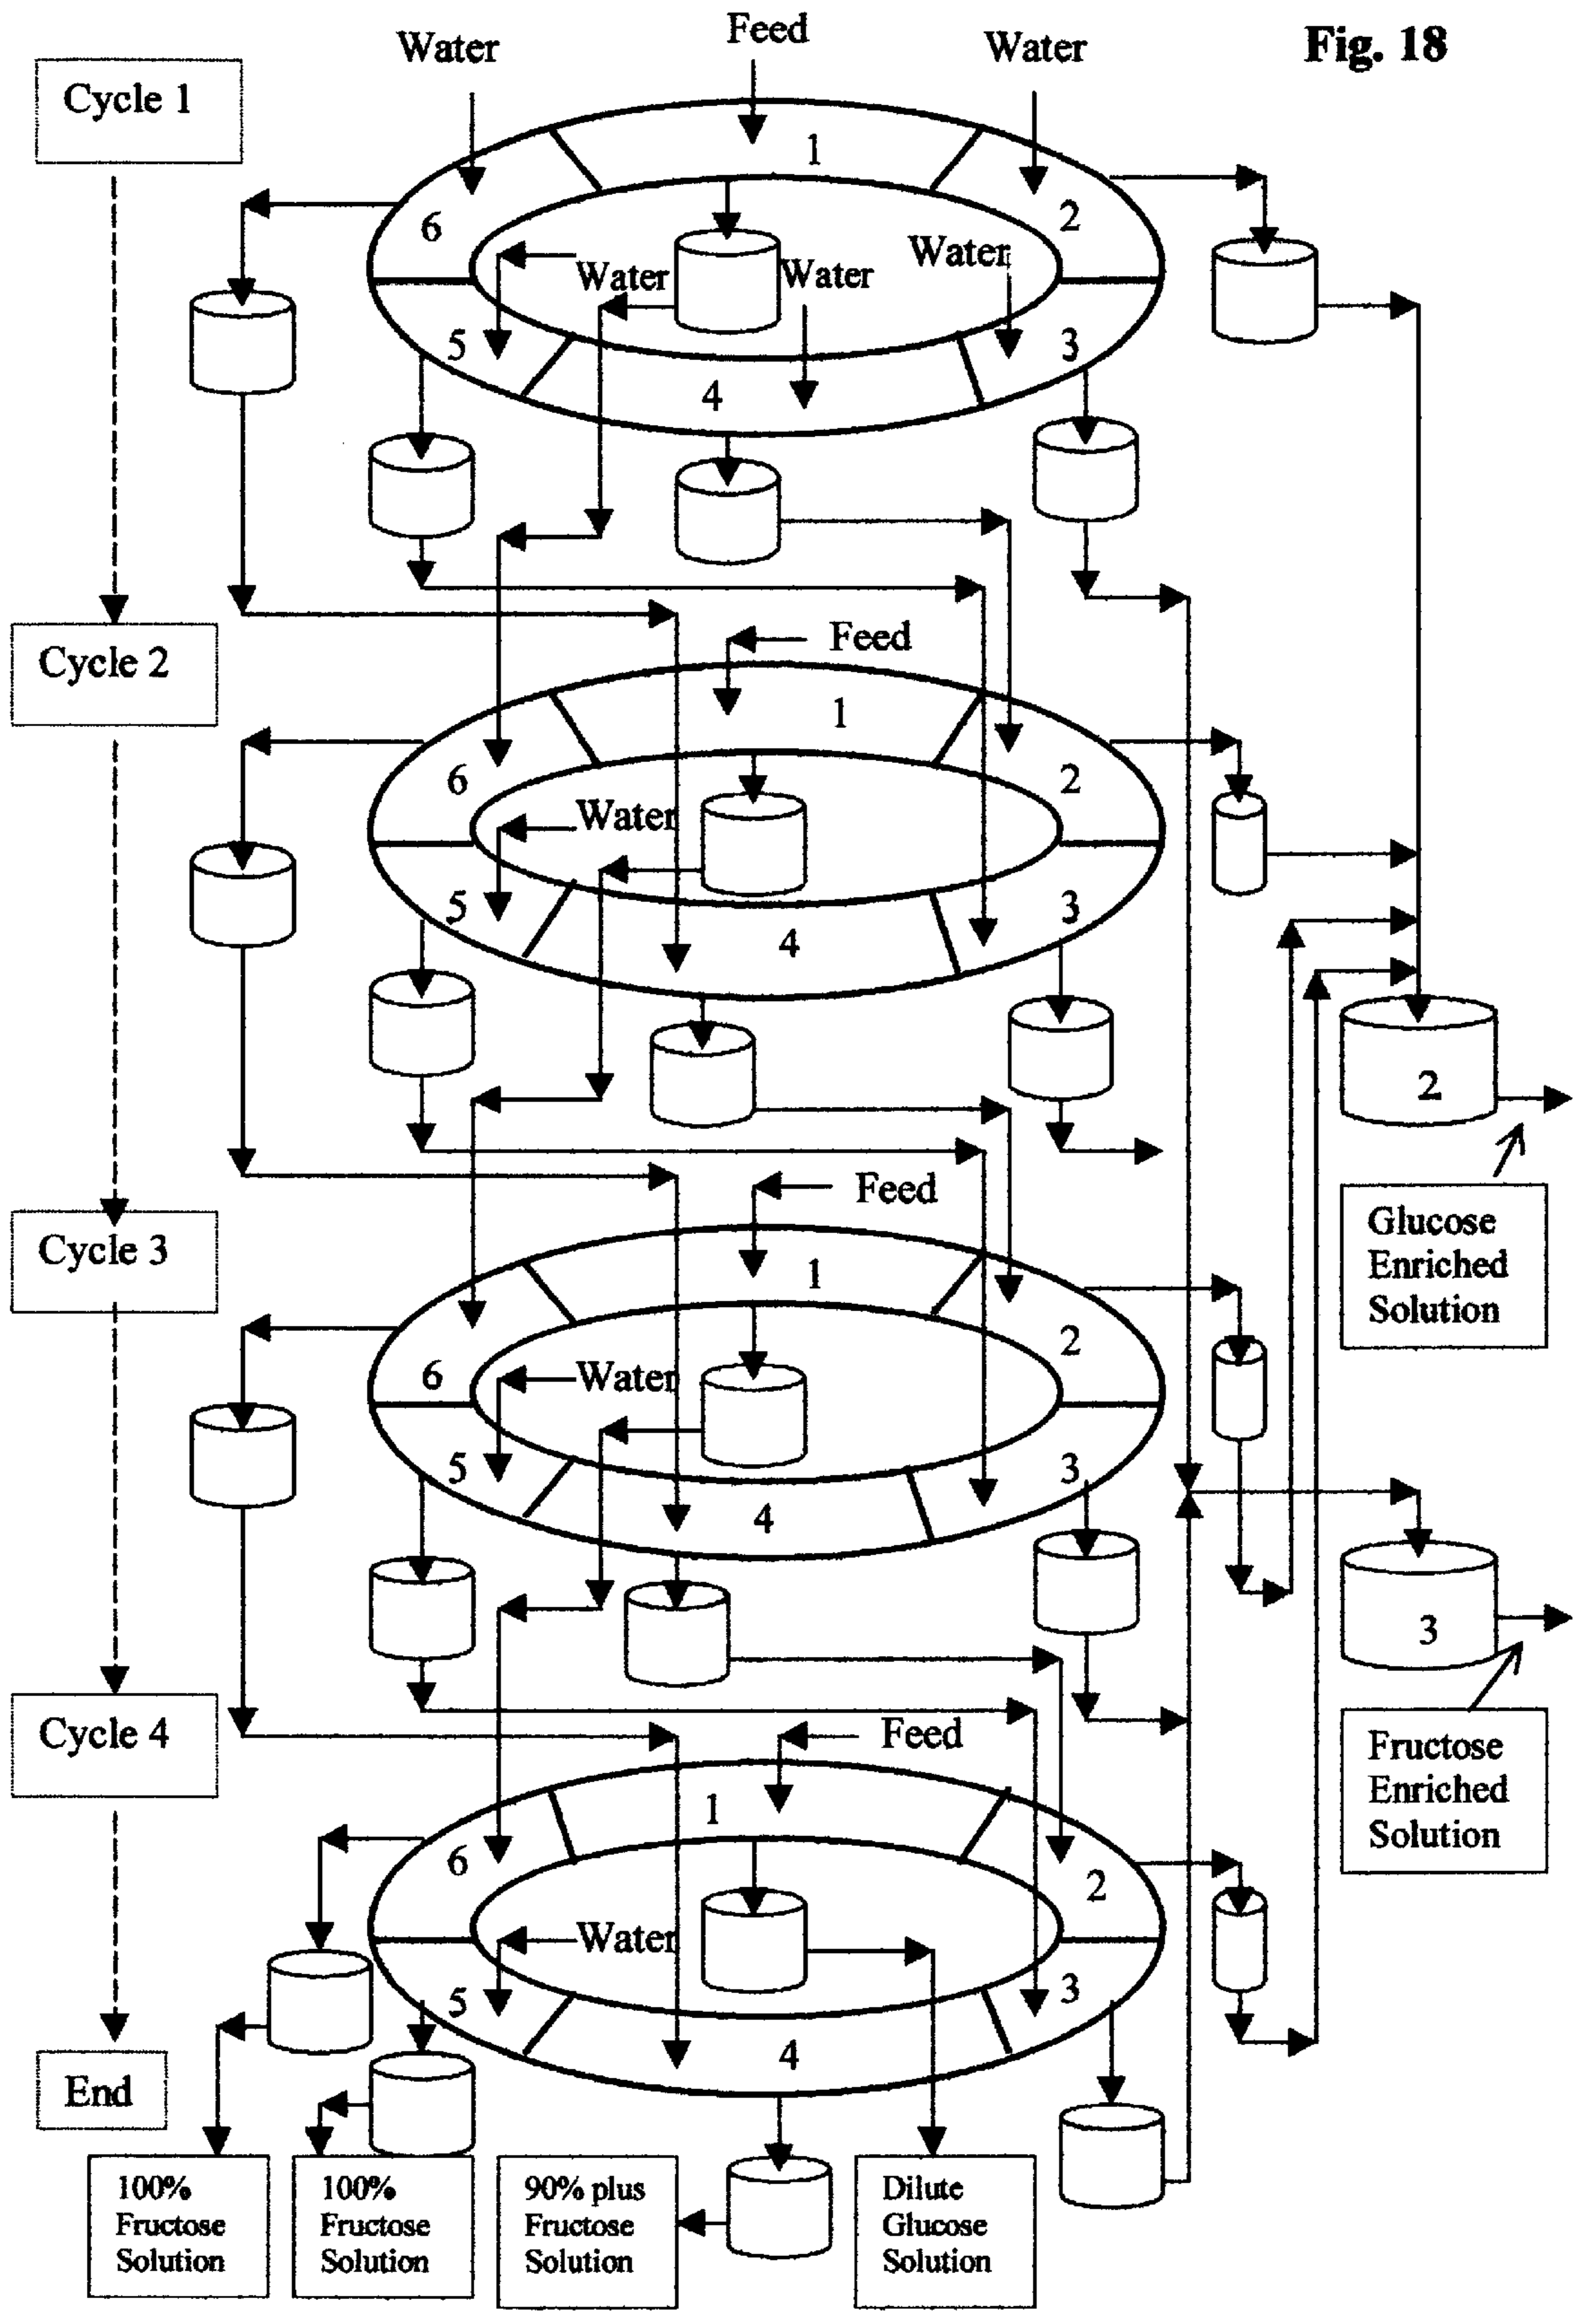 Water
Feed
Water
Fig. 18
Cycle 1
1
6
2
Water
Water
Water
5
3
4
Cycle 2
Feed
1
6
2
Water
5
3
4
2
Glucose
Enriched
Solution
Cycle 3
Feed
1
6
2
Water
5
3
4
3
Fructose
Enriched
Solution
Cycle 4
Feed
1
6
2
Water
5
3
4
End
100%
Fructose
Solution
100%
Fructose
Solution
90% plus
Fructose
Solution
Dilute
Glucose
Solution